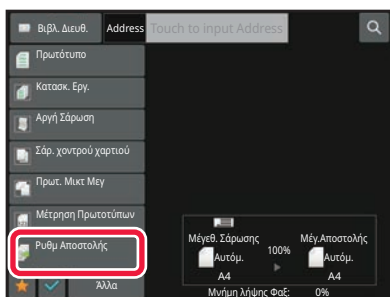 Βιβλ. Διευθ. Address Touch to input Address
Πρωτότυπο
Κατασκ. Εργ.
Αργή Σάρωση
Σάρ. χοντρού χαρτιού
Πρωτ. Μικτ Μεγ
Μέτρηση Πρωτοτύπων
Ρυθμ Αποστολής
Άλλα
Μέγεθ. Σάρωσης Μέγ.Αποστολής
100%
Αυτόμ. Αυτόμ.
A4 A4
Μνήμη λήψης Φαξ: 0%